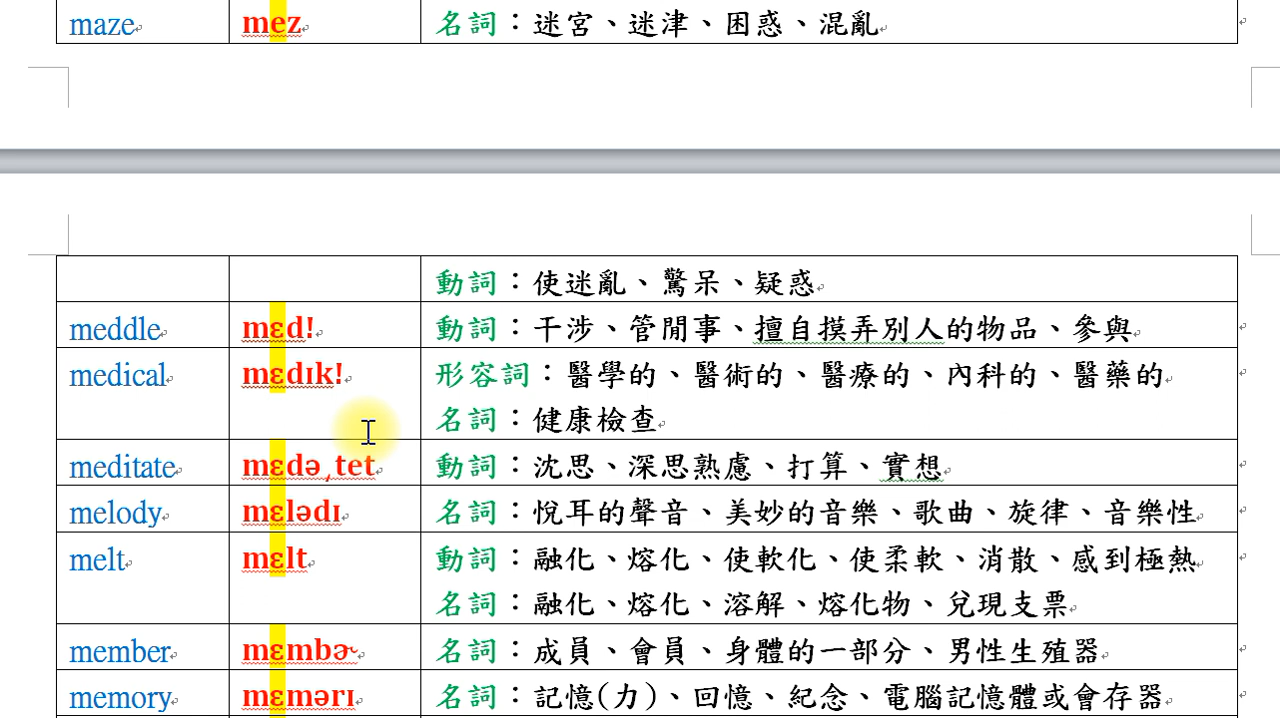 maze mez 名詞：迷宮、迷津、困惑、混亂
動詞：使迷亂、驚呆、疑惑
meddle mɛd! 動詞：干涉、管閒事、擅自摸弄別人的物品、參與
medical mɛdɪk! 形容詞：醫學的、醫術的、醫療的、內科的、醫藥的
名詞：健康檢查
meditate mɛdə͵tet 動詞：沈思、深思熟慮、打算、實想
melody mɛlədɪ 名詞：悅耳的聲音、美妙的音樂、歌曲、旋律、音樂性
melt mɛlt 動詞：融化、熔化、使軟化、使柔軟、消散、感到極熱
名詞：融化、熔化、溶解、熔化物、兌現支票
member mɛmbɚ 名詞：成員、會員、身體的一部分、男性生殖器
memory mɛmərɪ 名詞：記憶(力)、回憶、紀念、電腦記憶體或會存器